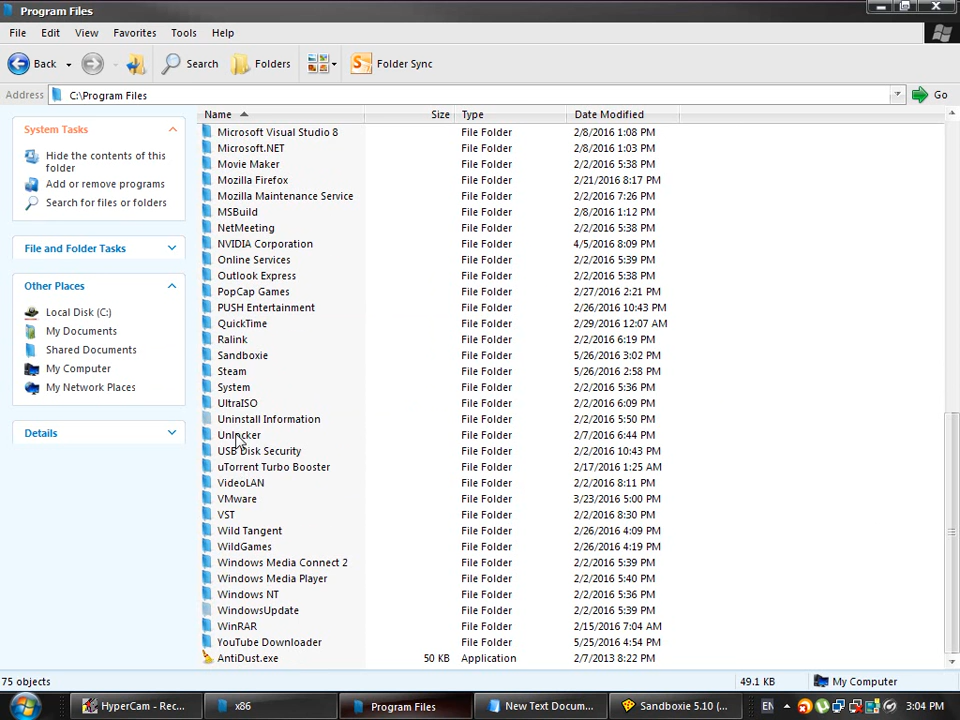 Program Files
File Edit View Favorites Tools Help
Back Search Folders Folder Sync
Address C:\Program Files Go
System Tasks
Hide the contents of this
folder
Add or remove programs
Search for files or folders
File and Folder Tasks
Other Places
Local Disk (C:)
My Documents
Shared Documents
My Computer
My Network Places
Details
Name Size Type Date Modified
Microsoft Visual Studio 8 File Folder 2/8/2016 1:08 PM
Microsoft.NET File Folder 2/8/2016 1:03 PM
Movie Maker File Folder 2/2/2016 5:38 PM
Mozilla Firefox File Folder 2/21/2016 8:17 PM
Mozilla Maintenance Service File Folder 2/2/2016 7:26 PM
MSBuild File Folder 2/8/2016 1:12 PM
NetMeeting File Folder 2/2/2016 5:38 PM
NVIDIA Corporation File Folder 4/5/2016 8:09 PM
Online Services File Folder 2/2/2016 5:39 PM
Outlook Express File Folder 2/2/2016 5:38 PM
PopCap Games File Folder 2/27/2016 2:21 PM
PUSH Entertainment File Folder 2/26/2016 10:43 PM
QuickTime File Folder 2/29/2016 12:07 AM
Ralink File Folder 2/2/2016 6:19 PM
Sandboxie File Folder 5/26/2016 3:02 PM
Steam File Folder 5/26/2016 2:58 PM
System File Folder 2/2/2016 5:36 PM
UltraISO File Folder 2/2/2016 6:09 PM
Uninstall Information File Folder 2/2/2016 5:50 PM
Unlocker File Folder 2/7/2016 6:44 PM
USB Disk Security File Folder 2/2/2016 10:43 PM
uTorrent Turbo Booster File Folder 2/17/2016 1:25 AM
VideoLAN File Folder 2/2/2016 8:11 PM
VMware File Folder 3/23/2016 5:00 PM
VST File Folder 2/2/2016 8:30 PM
Wild Tangent File Folder 2/26/2016 4:09 PM
WildGames File Folder 2/26/2016 4:19 PM
Windows Media Connect 2 File Folder 2/2/2016 5:39 PM
Windows Media Player File Folder 2/2/2016 5:40 PM
Windows NT File Folder 2/2/2016 5:36 PM
WindowsUpdate File Folder 2/2/2016 5:39 PM
WinRAR File Folder 2/15/2016 7:04 AM
YouTube Downloader File Folder 5/25/2016 4:54 PM
AntiDust.exe 50 KB Application 2/7/2013 8:22 PM
75 objects 49.1 KB My Computer
HyperCam - Rec... x86 Program Files New Text Docum... Sandboxie 5.10 (... EN 3:04 PM